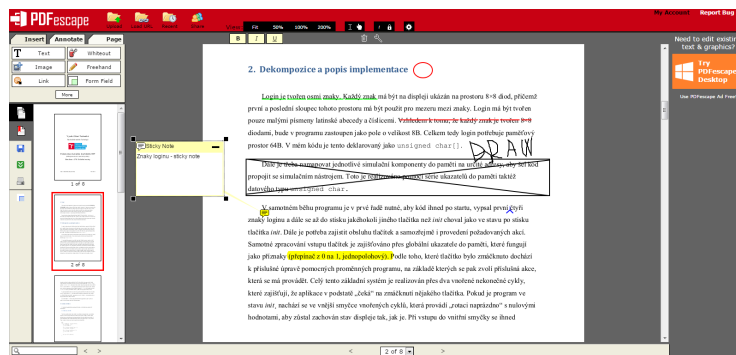 PDFescape
My Account Report Bug
Upload Load URL Reload Share
View: Fit 50% 100% 200%
Insert Annotate Page
Text Whiteout
Image Freehand
Link Form Field
More
B I U
Need to edit existing
text & graphics?
Try
PDFescape
Desktop
Use PDFescape Ad Free
1 of 8
2 of 8
Sticky Note
Znaky loginu - sticky note
2. Dekompozice a popis implementace
Login je tvořen osmi znaky. Každý znak má být na displeji ukázán na prostoru 8×8 diod, přičemž
první a poslední sloupec tohoto prostoru má být použit pro mezeru mezi znaky. Login má být tvořen
pouze malými písmeny latinské abecedy a číslicemi. Vzhledem k tomu, že každý znak je tvořen 8×8
diodami, bude v programu zastoupen jako pole o velikost 8B. Celkem tedy login potřebuje paměťový
prostor 64B. V mém kódu je tento deklarovaný jako unsigned char[].
DRAW
Dále je třeba namapovat jednotlivé simulační komponenty do paměti na určité adresy, aby šel kód
propojit se simulačním nástrojem. Toto je realizováno pomocí série ukazatelů do paměti taktéž
datového typu unsigned char.
V samotném běhu programu je v prvé řadě nutné, aby kód ihned po startu, vypsal první čtyři
znaky loginu a dále se až do stisku jakéhokoli jiného tlačítka než init choval jako ve stavu po stisku
tlačítka init. Dále je potřeba zajistit obsluhu tlačítek a samozřejmě i provedení požadovaných akcí.
Samotné zpracování vstupu tlačítek je zajišťováno přes globální ukazatele do paměti, které fungují
jako příznaky (přepínač z 0 na 1, jednopolohový). Podle toho, které tlačítko bylo zmáčknuto dochází
k příslušné úpravě pomocných proměnných programu, na základě kterých se pak zvolí příslušná akce,
která se má provádět. Celý tento základní systém je realizován přes dva vnořené nekonečné cykly,
které zajišťují, že aplikace v podstatě „čeká“ na zmáčknutí nějakého tlačítka. Pokud je program ve
stavu init, nachází se ve vnější smyčce vnořených cyklů, která provádí „rotaci naprázdno“ s nulovými
hodnotami, aby zůstal zachován stav displeje tak, jak je. Při vstupu do vnitřní smyčky se ihned
< >
< 2 of 8 >